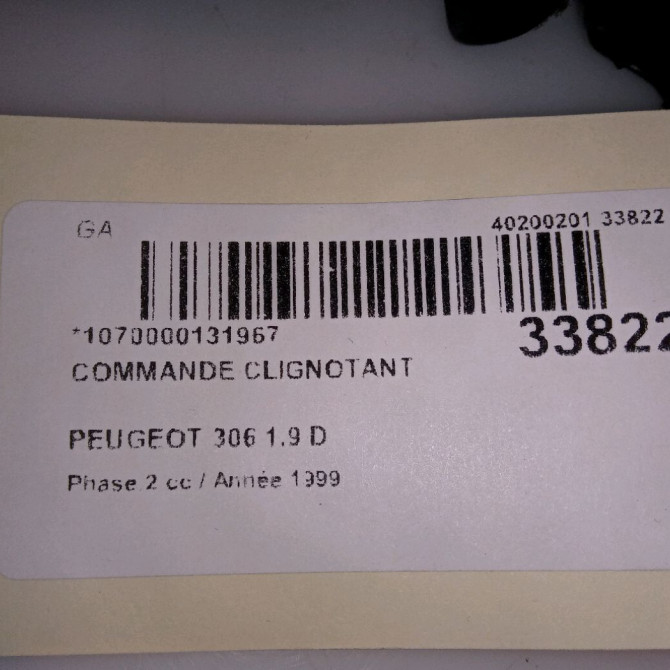 GA
40200201 33822
*1070000131967
33822
COMMANDE CLIGNOTANT
PEUGEOT 306 1.9 D
Phase 2 cc / Année 1999